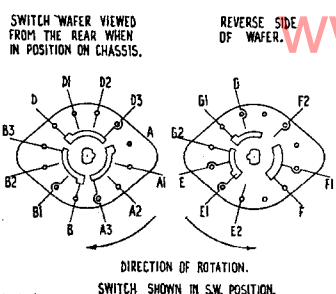 SWITCH WAFER VIEWED
FROM THE REAR WHEN
IN POSITION ON CHASSIS.
REVERSE SIDE
OF WAFER.
W
D1 D2
D D3
B3 A
B2 A1
B1 A2
B A3
G
G1 F2
G2
E F1
E1 F
E2
DIRECTION OF ROTATION.
SWITCH SHOWN IN S.W. POSITION.